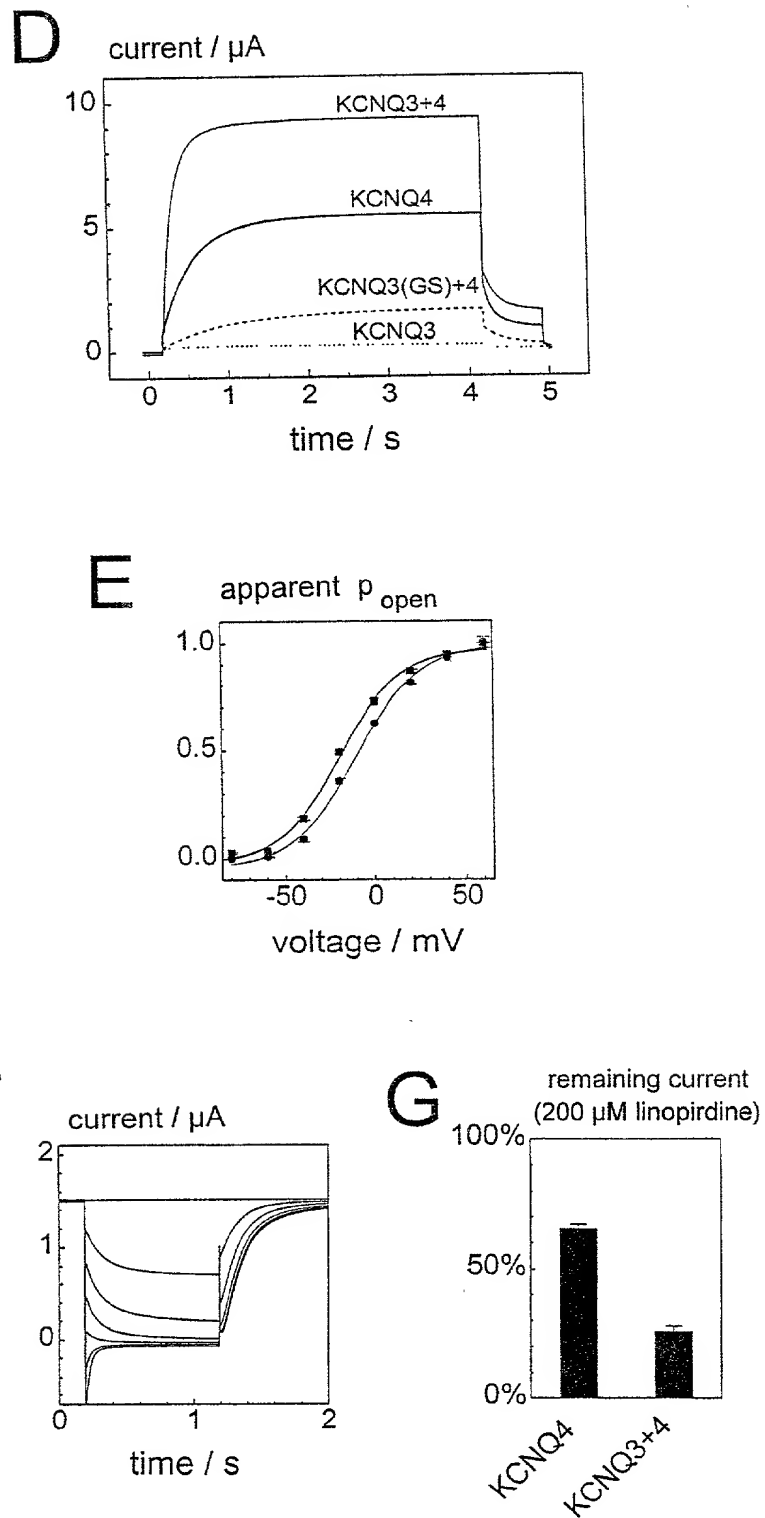 D
current / µA
10
5
0
KCNQ3+4
KCNQ4
KCNQ3(GS)+4
KCNQ3
0 1 2 3 4 5
time / s
E
apparent p open
1.0
0.5
0.0
-50 0 50
voltage / mV
current / µA
2
1
0
0 1 2
time / s
G
remaining current
(200 µM linopirdine)
100%
50%
0%
KCNQ4
KCNQ3+4